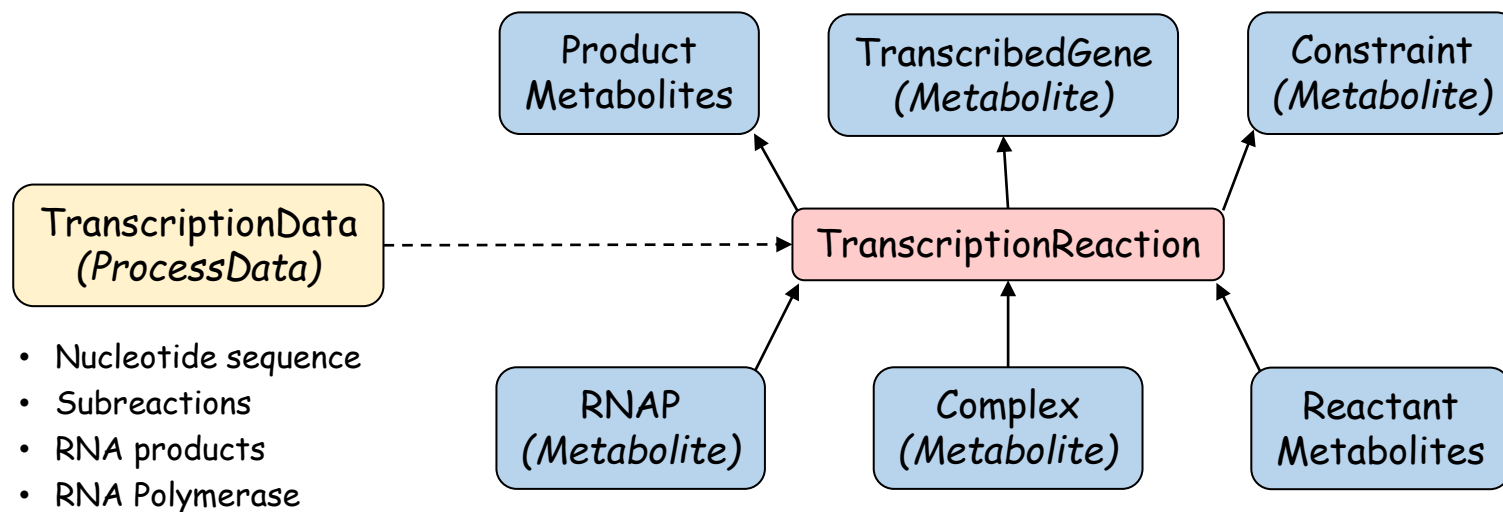 Product
Metabolites
TranscribedGene
(Metabolite)
Constraint
(Metabolite)
TranscriptionData
(ProcessData)
TranscriptionReaction
• Nucleotide sequence
• Subreactions
• RNA products
• RNA Polymerase
RNAP
(Metabolite)
Complex
(Metabolite)
Reactant
Metabolites